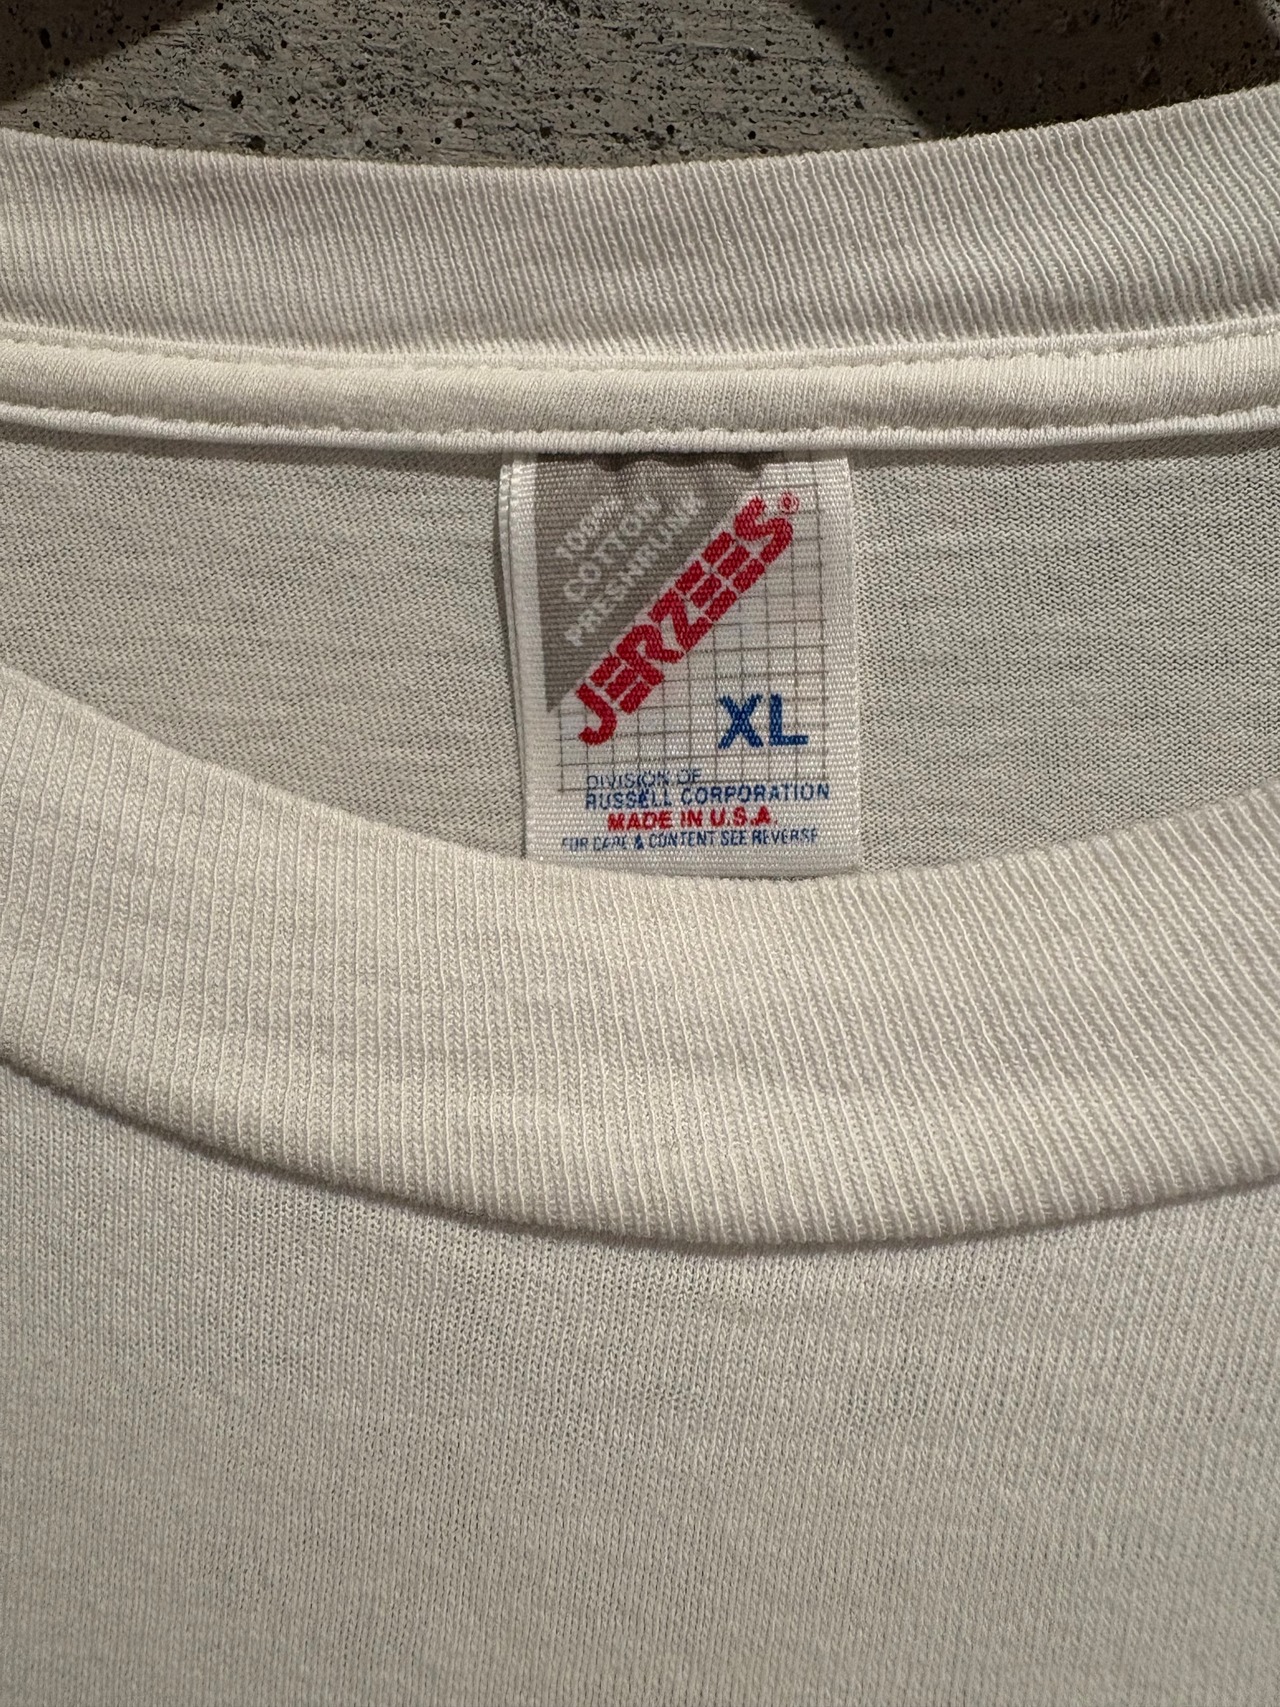 100%
COTTON
PRESHRUNK
JERZEES®
XL
DIVISION OF
RUSSELL CORPORATION
MADE IN U.S.A.
FOR CARE & CONTENT SEE REVERSE